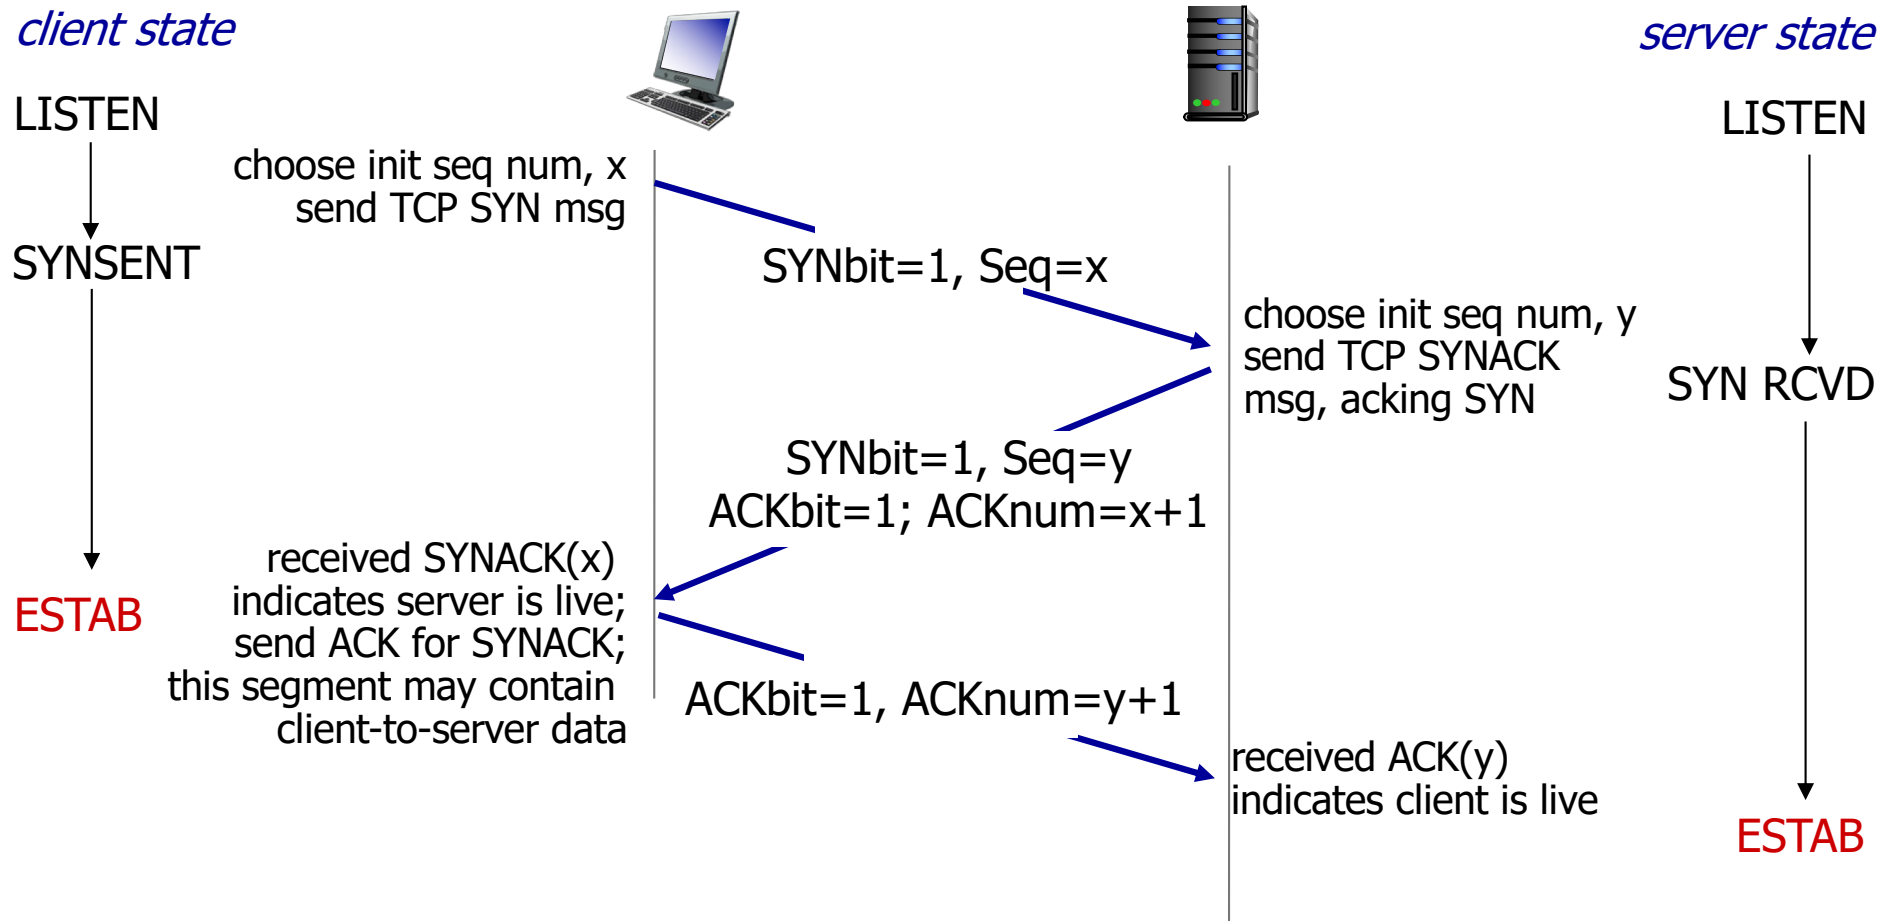 client state
server state
LISTEN
LISTEN
choose init seq num, x
send TCP SYN msg
SYNSENT
SYNbit=1, Seq=x
choose init seq num, y
send TCP SYNACK
msg, acking SYN
SYN RCVD
SYNbit=1, Seq=y
ACKbit=1; ACKnum=x+1
received SYNACK(x)
indicates server is live;
send ACK for SYNACK;
this segment may contain
client-to-server data
ESTAB
ACKbit=1, ACKnum=y+1
received ACK(y)
indicates client is live
ESTAB